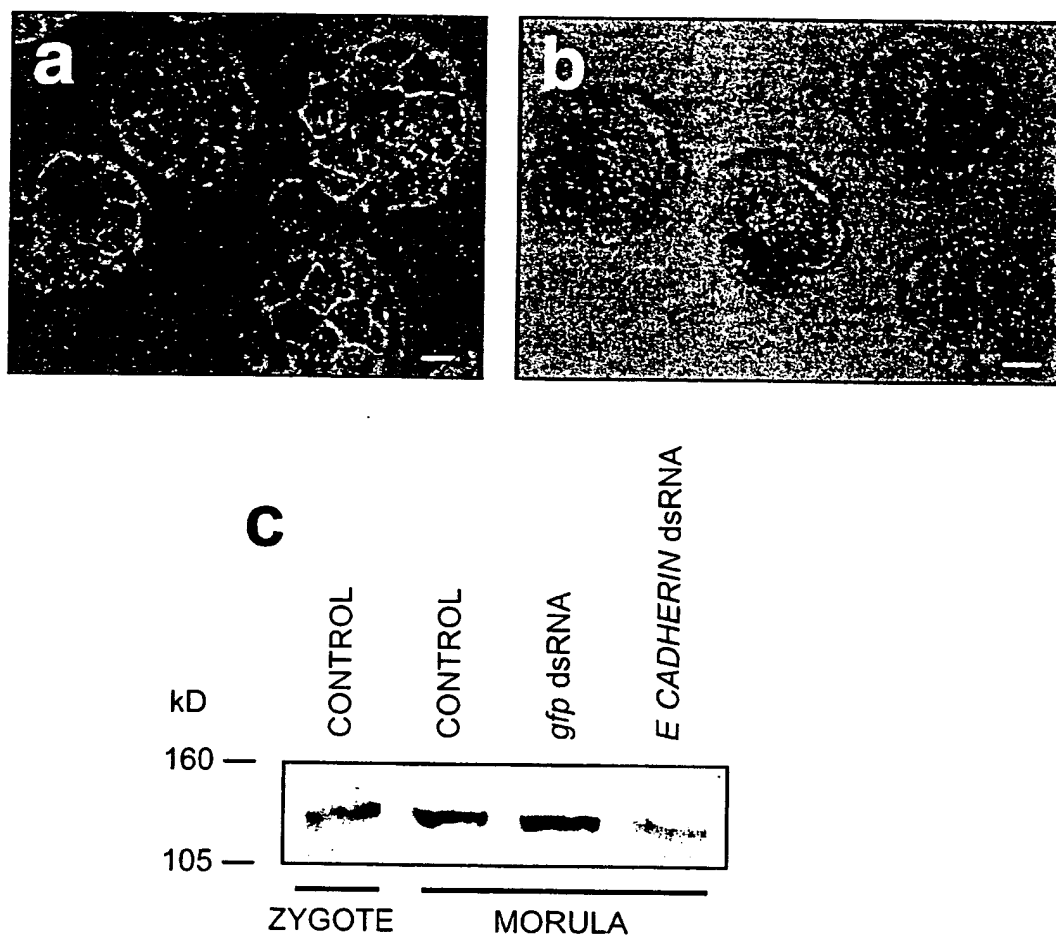 a
b
c
kD
CONTROL
CONTROL
gfp dsRNA
E CADHERIN dsRNA
160
105
ZYGOTE
MORULA